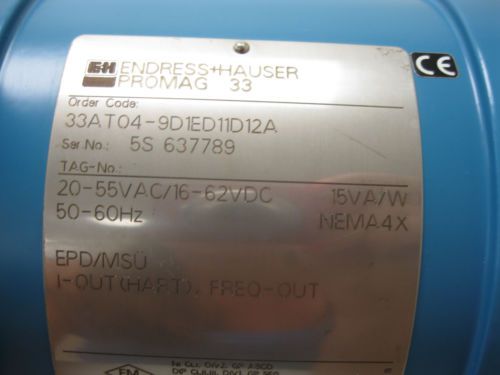 E+H ENDRESS+HAUSER
PROMAG 33
Order Code:
33AT04-9D1ED11D12A
Ser.No.: 5S 637789
TAG-No.:
20-55VAC/16-62VDC 15VA/W
50-60Hz NEMA4X
EPD/MSÜ
I-OUT(HART), FREQ-OUT
CE
FM